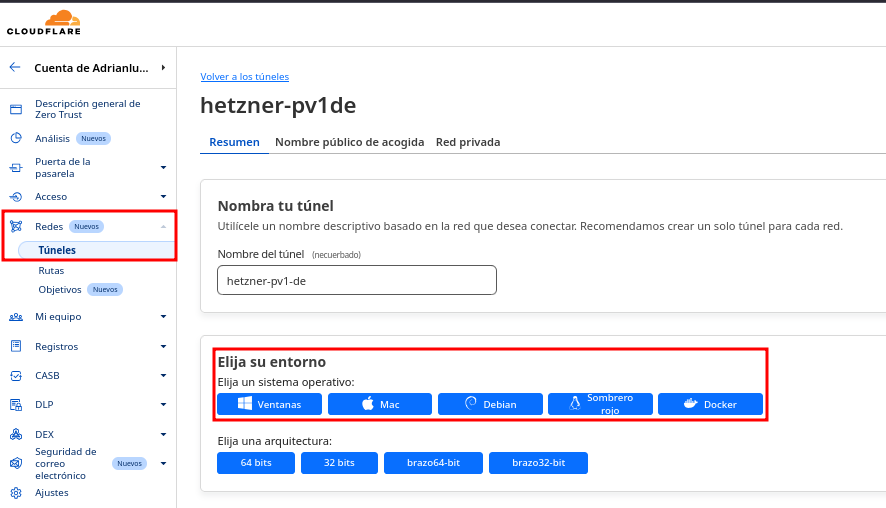 CLOUDFLARE
Cuenta de Adrianlu...
Descripción general de
Zero Trust
Análisis Nuevos
Puerta de la
pasarela
Acceso
Redes Nuevos
Túneles
Rutas
Objetivos Nuevos
Mi equipo
Registros
CASB
DLP
DEX
Seguridad de
correo
electrónico
Nuevos
Ajustes
Volver a los túneles
hetzner-pv1de
Resumen Nombre público de acogida Red privada
Nombra tu túnel
Utilícele un nombre descriptivo basado en la red que desea conectar. Recomendamos crear un solo túnel para cada red.
Nombre del túnel (necuerbado)
hetzner-pv1-de
Elija su entorno
Elija un sistema operativo:
Ventanas Mac Debian Sombrero
rojo
Docker
Elija una arquitectura:
64 bits 32 bits brazo64-bit brazo32-bit